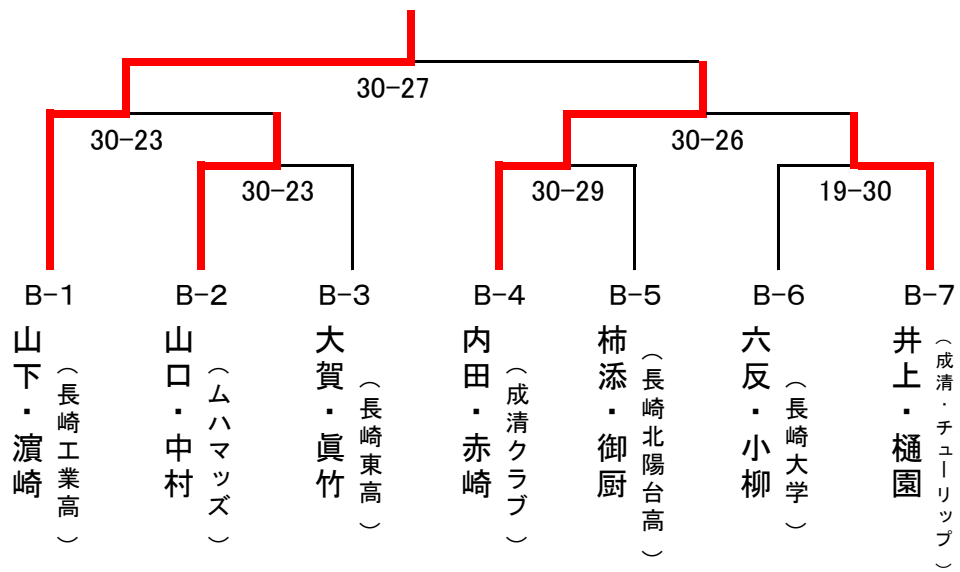 30-27
30-23
30-26
30-23
30-29
19-30
B-1
B-2
B-3
B-4
B-5
B-6
B-7
山下・濵崎
（長崎工業高）
山口・中村
（ムハマッズ）
大賀・眞竹
（長崎東高）
内田・赤崎
（成清クラブ）
柿添・御厨
（長崎北陽台高）
六反・小柳
（長崎大学）
井上・樋園
（成清・チューリップ）